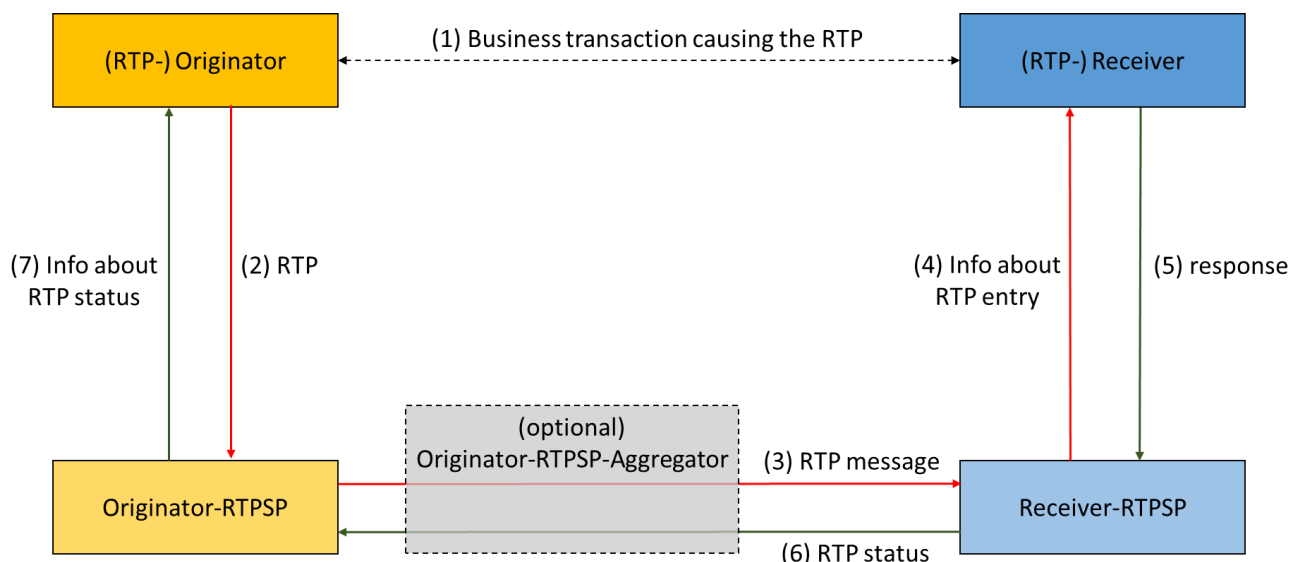 (1) Business transaction causing the RTP
(RTP-) Originator
(RTP-) Receiver
(7) Info about
RTP status
(2) RTP
(4) Info about
RTP entry
(5) response
(optional)
Originator-RTPSP-Aggregator
(3) RTP message
Originator-RTPSP
Receiver-RTPSP
(6) RTP status